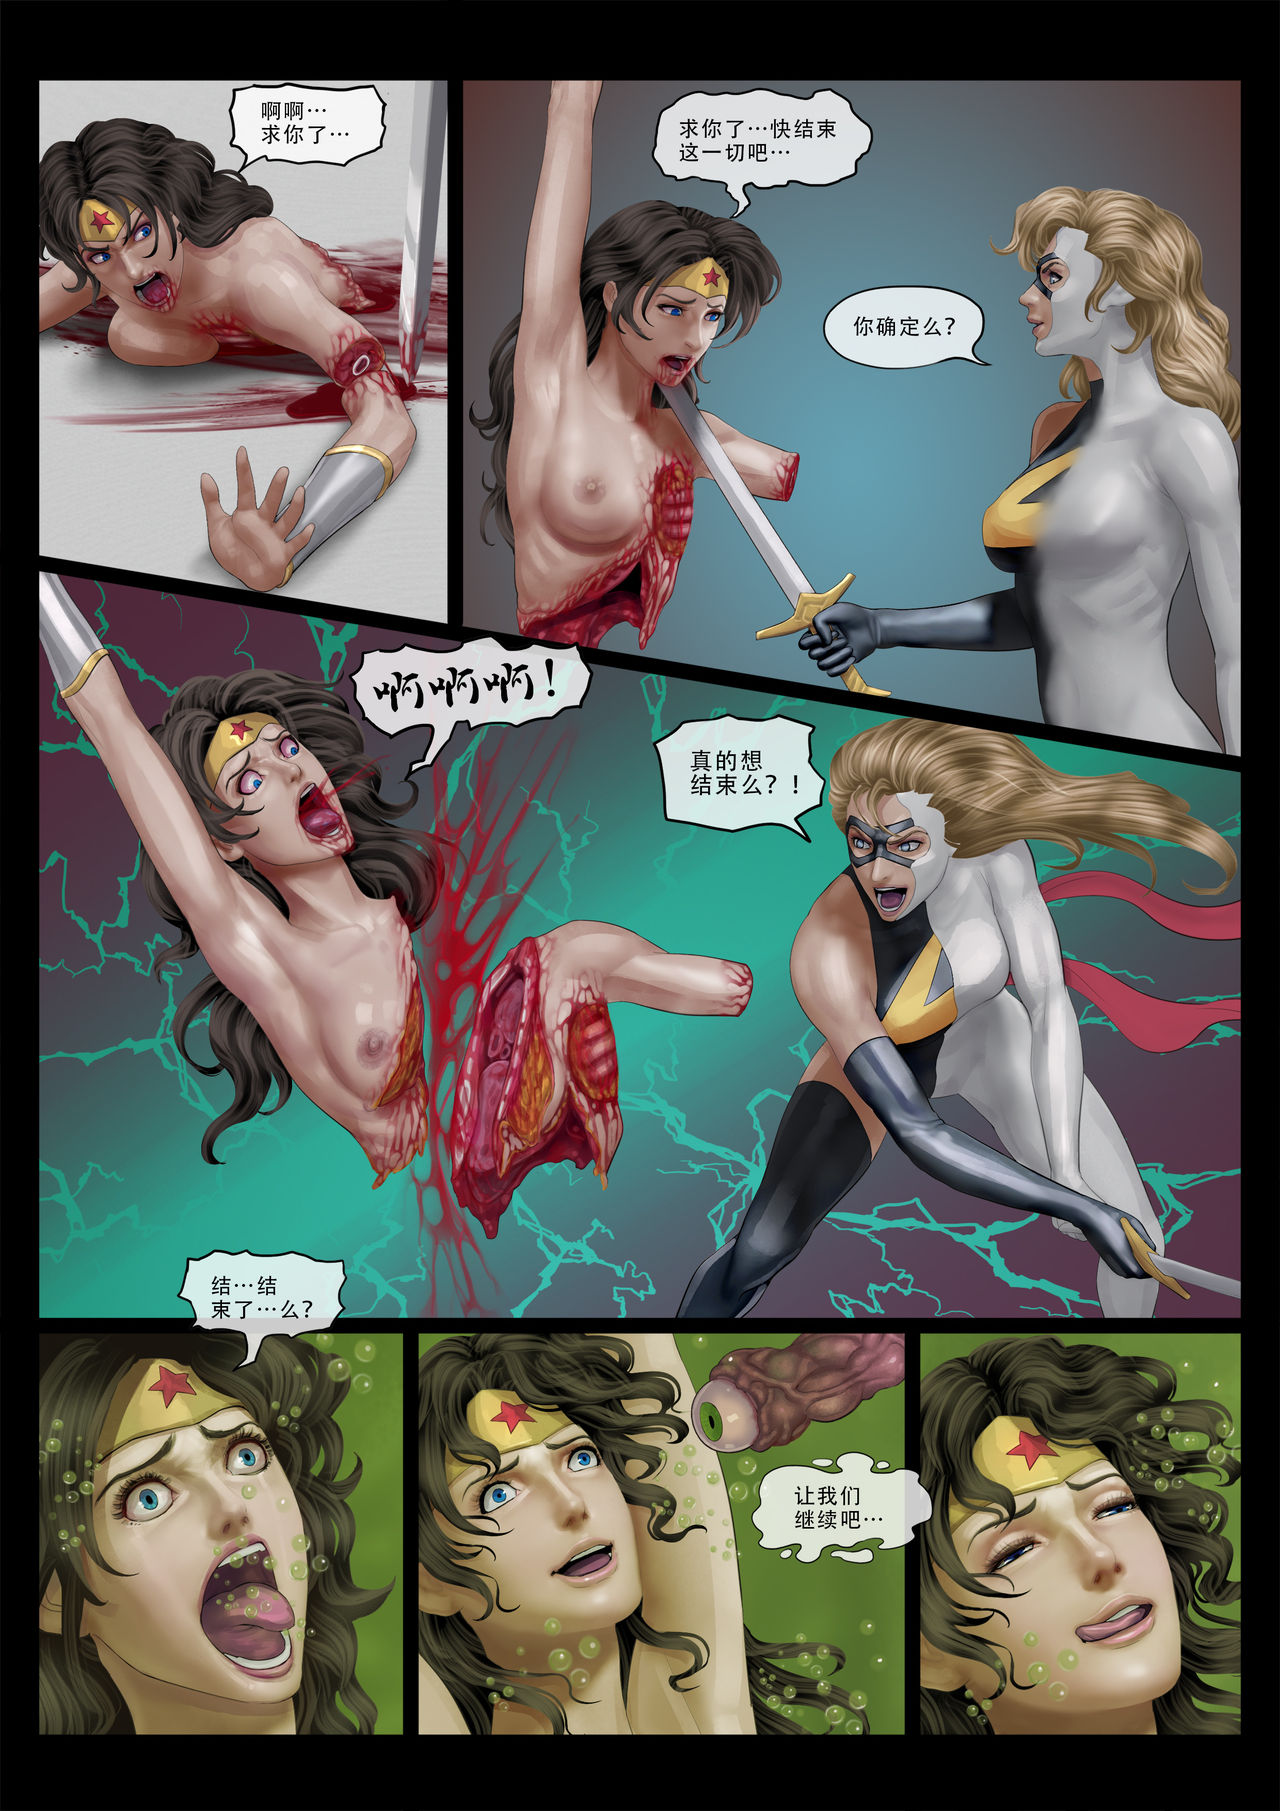 啊啊…
求你了…
求你了…快结束
这一切吧…
你确定么？
啊啊啊！
真的想
结束么？！
结…结
束了…么？
让我们
继续吧…